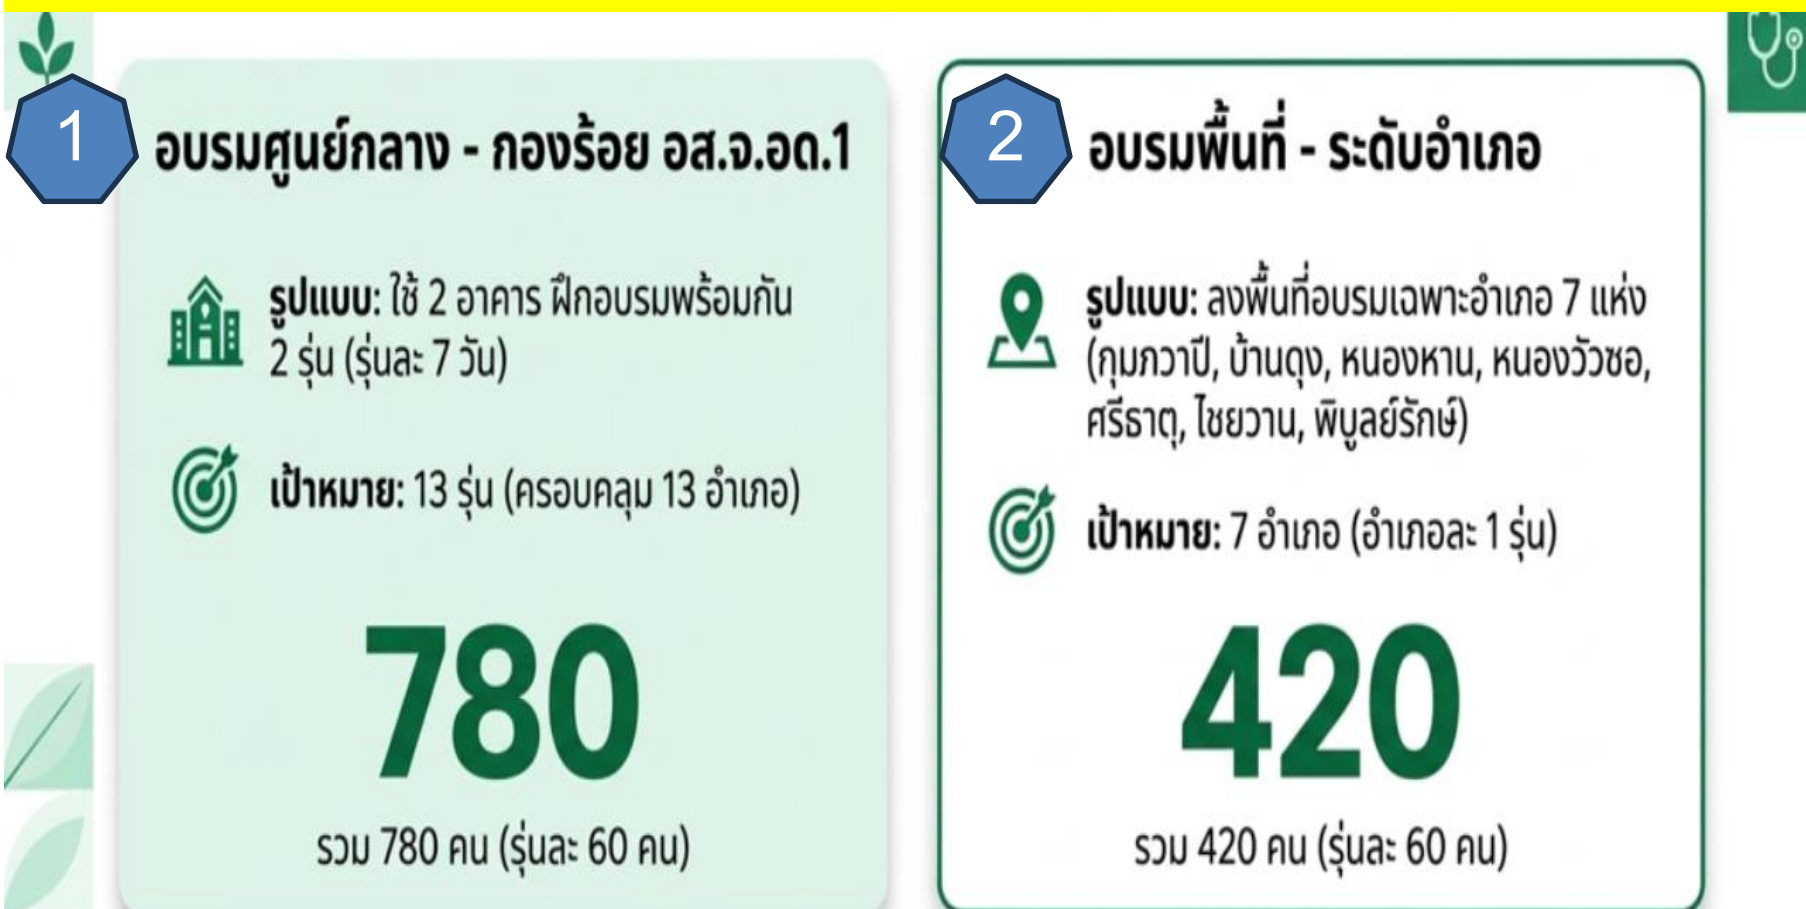 1
อบรมศูนย์กลาง - กองร้อย อส.จ.อด.1
รูปแบบ: ใช้ 2 อาคาร ฝึกอบรมพร้อมกัน
2 รุ่น (รุ่นละ 7 วัน)
เป้าหมาย: 13 รุ่น (ครอบคลุม 13 อำเภอ)
780
รวม 780 คน (รุ่นละ 60 คน)
2
อบรมพื้นที่ - ระดับอำเภอ
รูปแบบ: ลงพื้นที่อบรมเฉพาะอำเภอ 7 แห่ง
(กุมภวาปี, บ้านดุง, หนองหาน, หนองวัวซอ,
ศรีธาตุ, ไชยวาน, พิบูลย์รักษ์)
เป้าหมาย: 7 อำเภอ (อำเภอละ 1 รุ่น)
420
รวม 420 คน (รุ่นละ 60 คน)